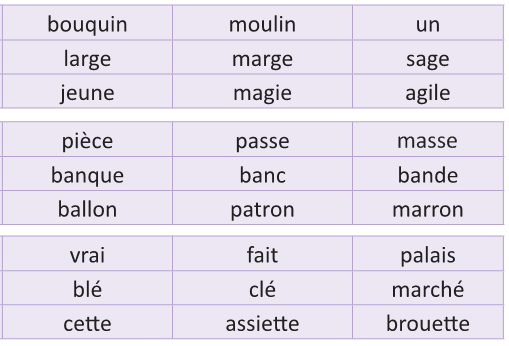 bouquin moulin un
large marge sage
jeune magie agile
pièce passe masse
banque banc bande
ballon patron marron
vrai fait palais
blé clé marché
cette assiette brouette